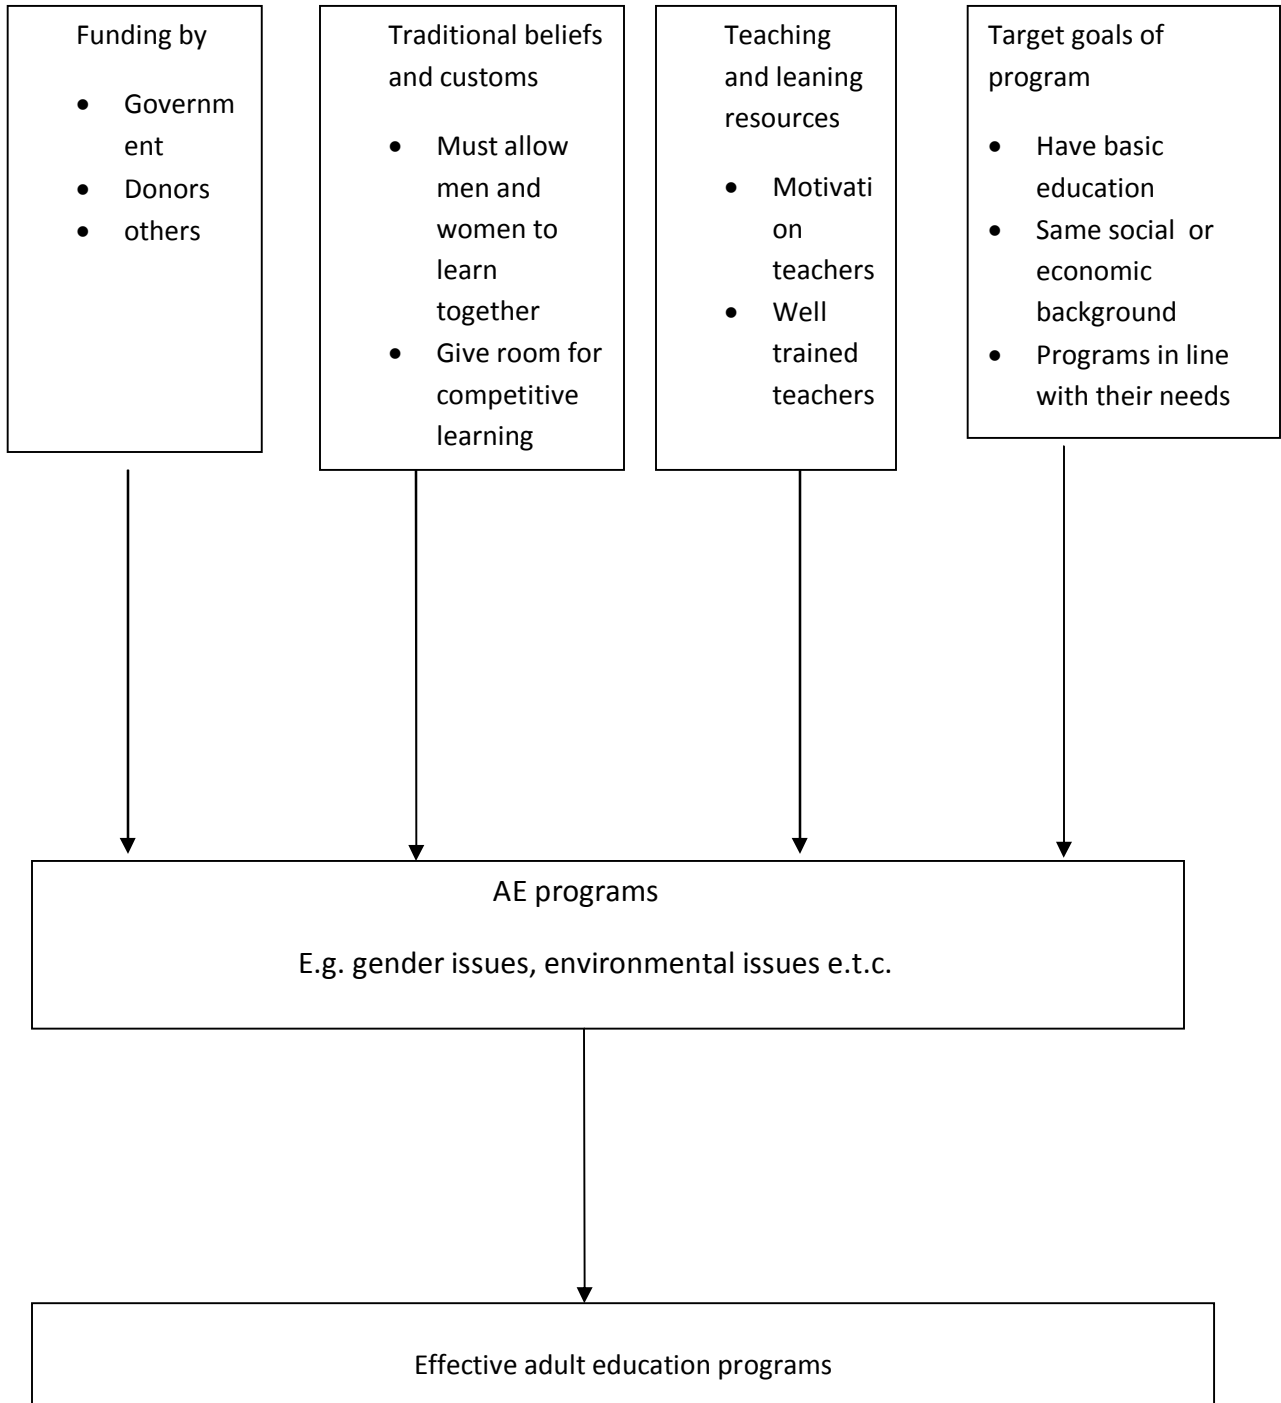 Funding by
• Governm
ent
• Donors
• others
Traditional beliefs
and customs
• Must allow
men and
women to
learn
together
• Give room for
competitive
learning
Teaching
and leaning
resources
• Motivati
on
teachers
• Well
trained
teachers
Target goals of
program
• Have basic
education
• Same social or
economic
background
• Programs in line
with their needs
AE programs
E.g. gender issues, environmental issues e.t.c.
Effective adult education programs